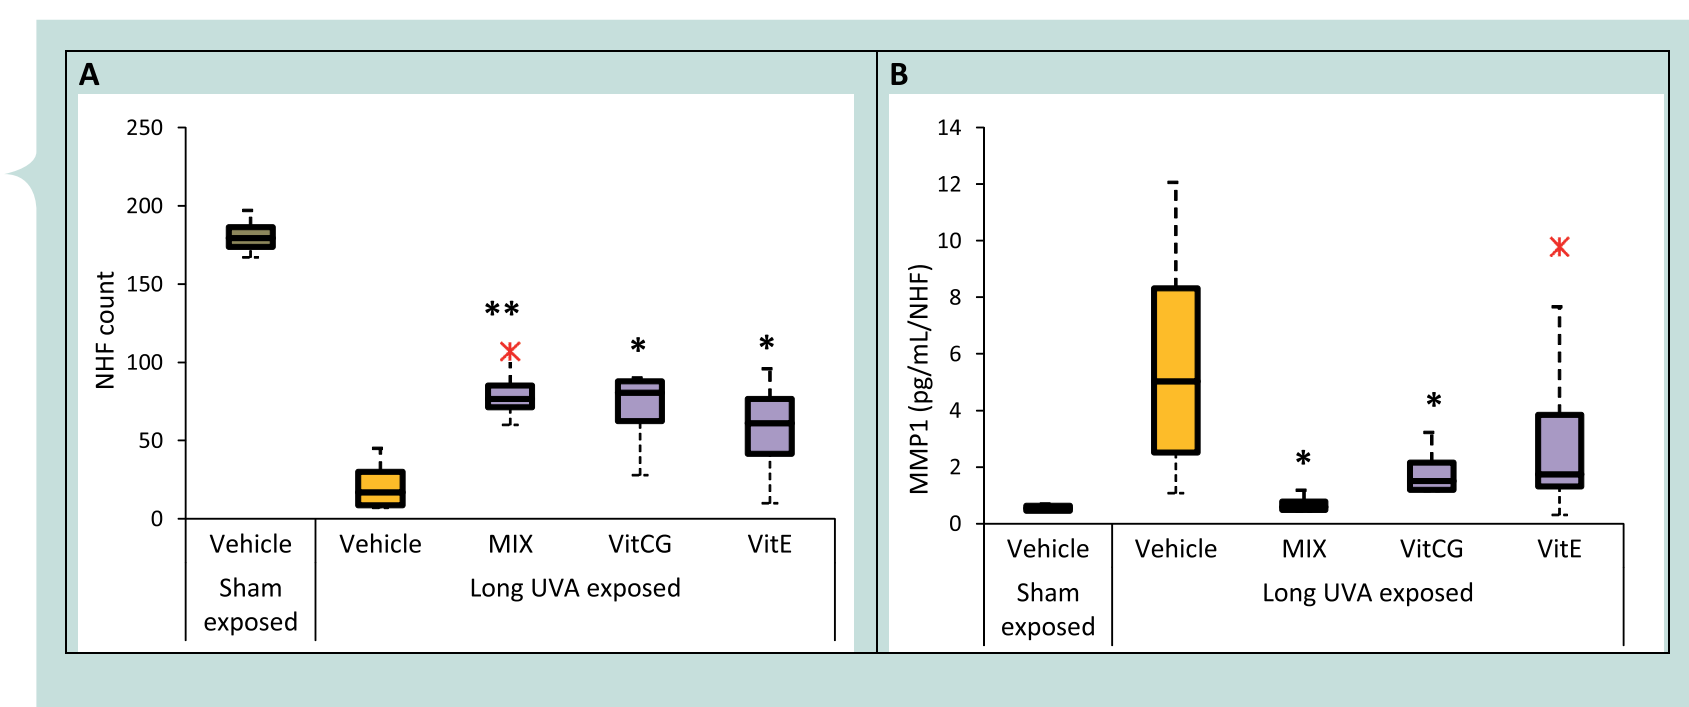 A
250
200
150
100
50
0
NHF count
**
*
*
Vehicle Vehicle MIX VitCG VitE
Sham exposed
Long UVA exposed
B
14
12
10
8
6
4
2
0
MMP1 (pg/mL/NHF)
*
*
Vehicle Vehicle MIX VitCG VitE
Sham exposed
Long UVA exposed